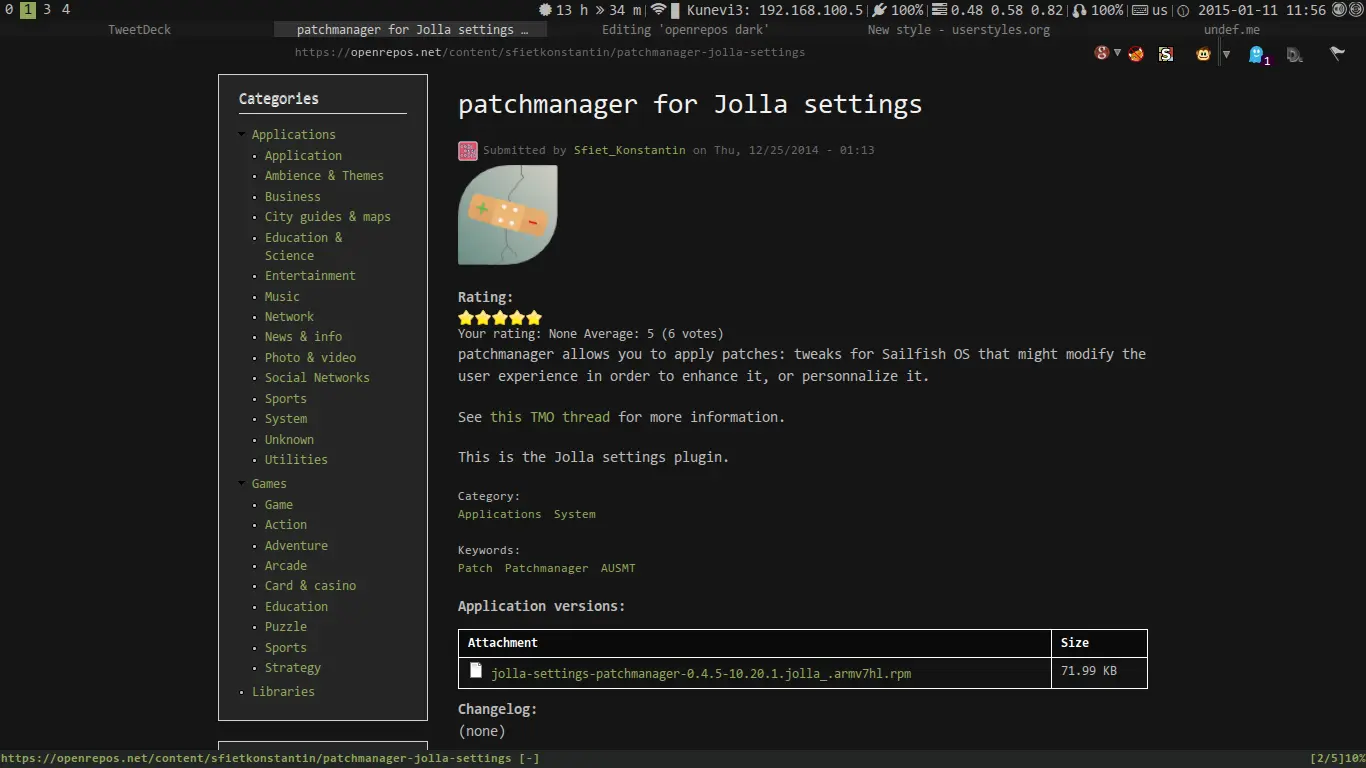 0 1 3 4 13 h » 34 m Kunevi3: 192.168.100.5 100% 0.48 0.58 0.82 100% us 2015-01-11 11:56
TweetDeck patchmanager for Jolla settings … Editing 'openrepos dark' New style - userstyles.org undef.me
https://openrepos.net/content/sfietkonstantin/patchmanager-jolla-settings
1
Categories
Applications
Application
Ambience & Themes
Business
City guides & maps
Education &
Science
Entertainment
Music
Network
News & info
Photo & video
Social Networks
Sports
System
Unknown
Utilities
Games
Game
Action
Adventure
Arcade
Card & casino
Education
Puzzle
Sports
Strategy
Libraries
patchmanager for Jolla settings
Submitted by Sfiet_Konstantin on Thu, 12/25/2014 - 01:13
Rating:
Your rating: None Average: 5 (6 votes)
patchmanager allows you to apply patches: tweaks for Sailfish OS that might modify the
user experience in order to enhance it, or personnalize it.
See this TMO thread for more information.
This is the Jolla settings plugin.
Category:
Applications System
Keywords:
Patch Patchmanager AUSMT
Application versions:
Attachment Size
jolla-settings-patchmanager-0.4.5-10.20.1.jolla_.armv7hl.rpm 71.99 KB
Changelog:
(none)
https://openrepos.net/content/sfietkonstantin/patchmanager-jolla-settings [-] [2/5]10%